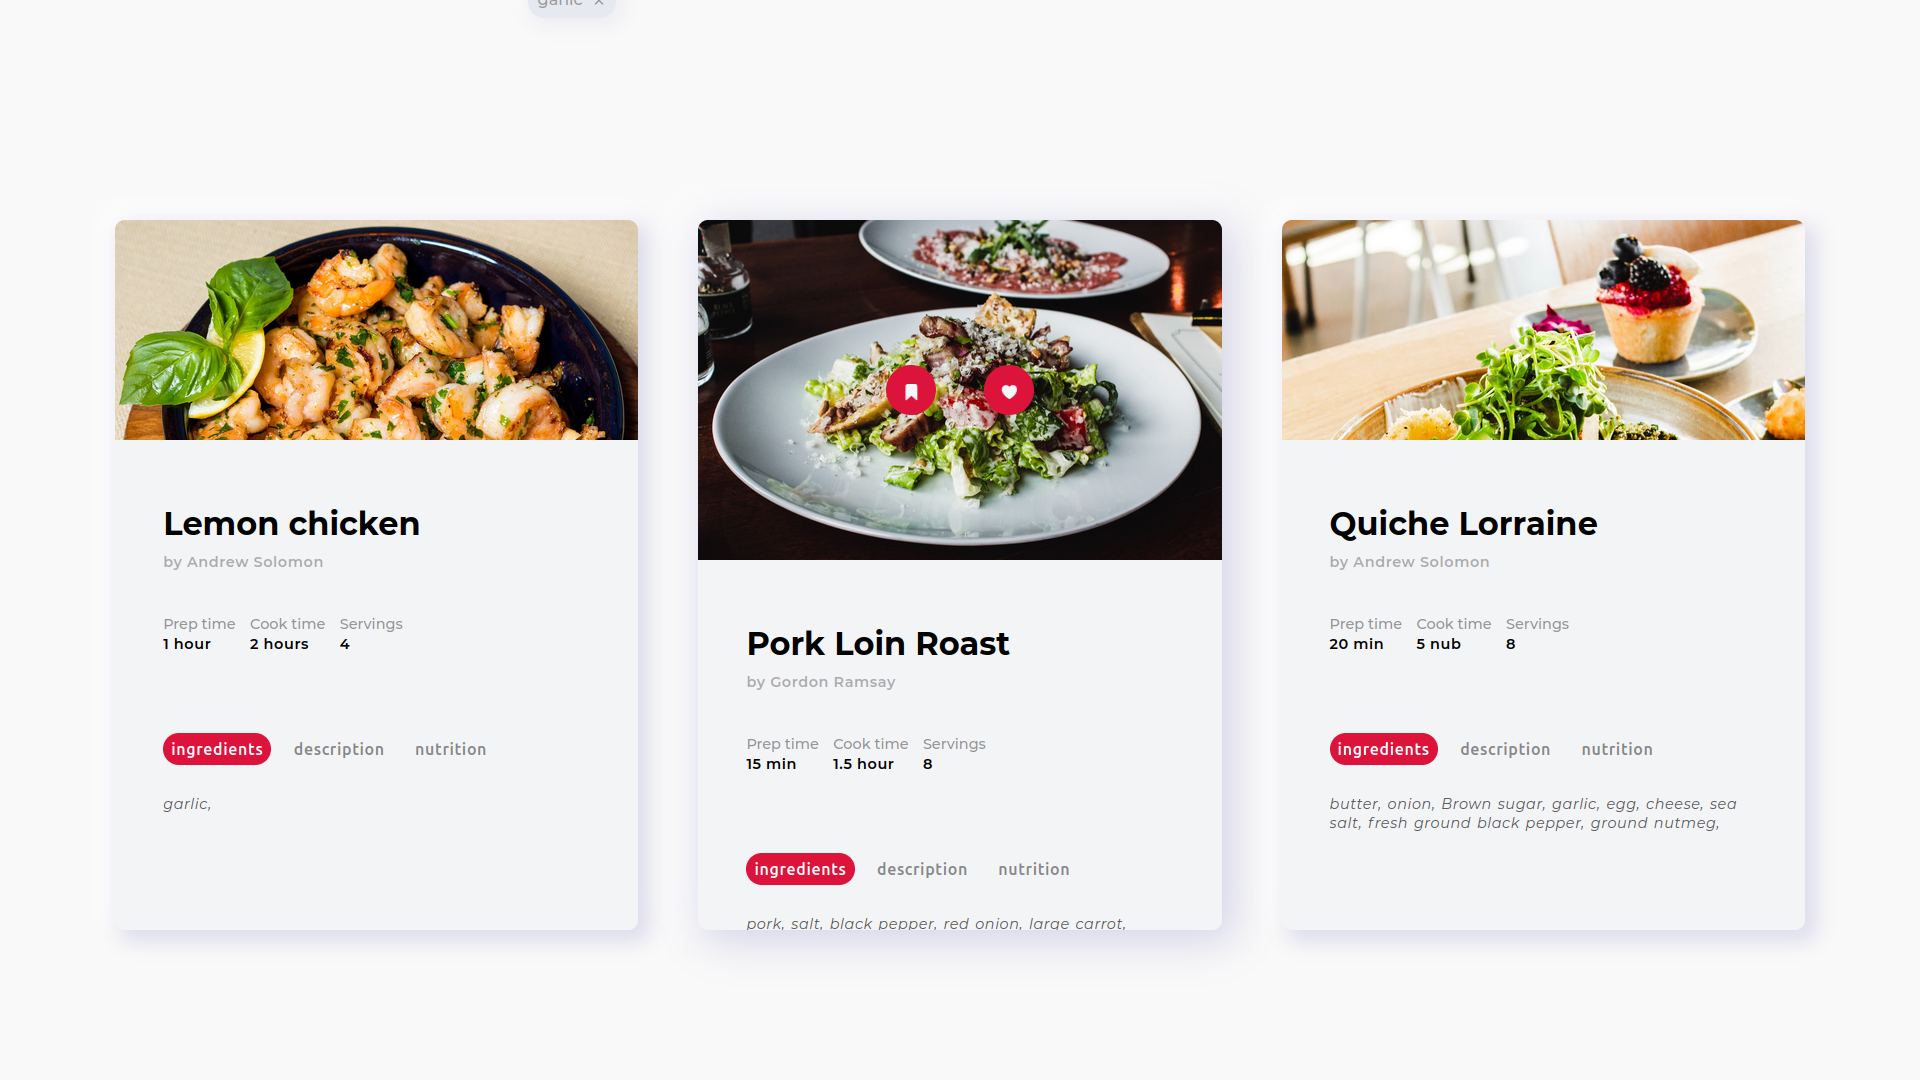 garlic ×
Lemon chicken
by Andrew Solomon
Prep time Cook time Servings
1 hour 2 hours 4
ingredients description nutrition
garlic,
Pork Loin Roast
by Gordon Ramsay
Prep time Cook time Servings
15 min 1.5 hour 8
ingredients description nutrition
pork, salt, black pepper, red onion, large carrot,
Quiche Lorraine
by Andrew Solomon
Prep time Cook time Servings
20 min 5 nub 8
ingredients description nutrition
butter, onion, Brown sugar, garlic, egg, cheese, sea
salt, fresh ground black pepper, ground nutmeg,